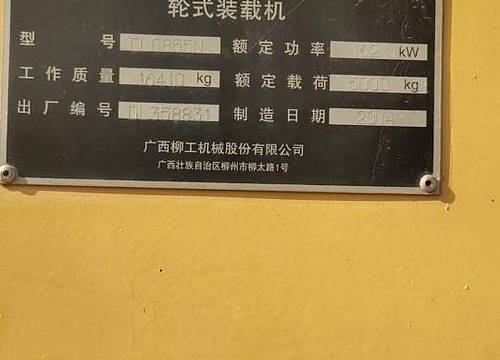 轮式装载机
型 号 CLG855N 额定功率 162 kW
工作质量 16410 kg 额定载荷 5000 kg
出厂编号 DL358831 制造日期 2014
广西柳工机械股份有限公司
广西壮族自治区柳州市柳太路1号